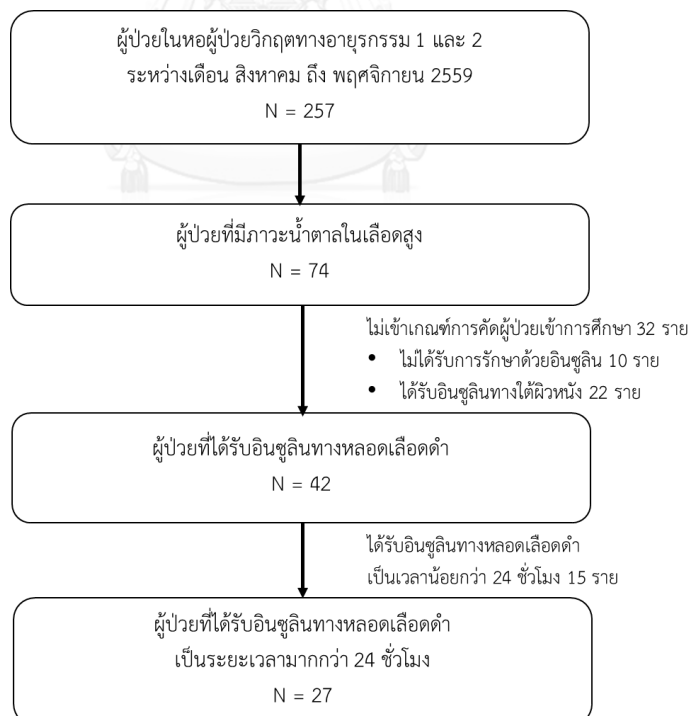 ผู้ป่วยในหอผู้ป่วยวิกฤตทางอายุรกรรม 1 และ 2
ระหว่างเดือน สิงหาคม ถึง พฤศจิกายน 2559
N = 257
ผู้ป่วยที่มีภาวะน้ำตาลในเลือดสูง
N = 74
ไม่เข้าเกณฑ์การคัดผู้ป่วยเข้าการศึกษา 32 ราย
• ไม่ได้รับการรักษาด้วยอินซูลิน 10 ราย
• ได้รับอินซูลินทางใต้ผิวหนัง 22 ราย
ผู้ป่วยที่ได้รับอินซูลินทางหลอดเลือดดำ
N = 42
ได้รับอินซูลินทางหลอดเลือดดำ
เป็นเวลาน้อยกว่า 24 ชั่วโมง 15 ราย
ผู้ป่วยที่ได้รับอินซูลินทางหลอดเลือดดำ
เป็นระยะเวลามากกว่า 24 ชั่วโมง
N = 27